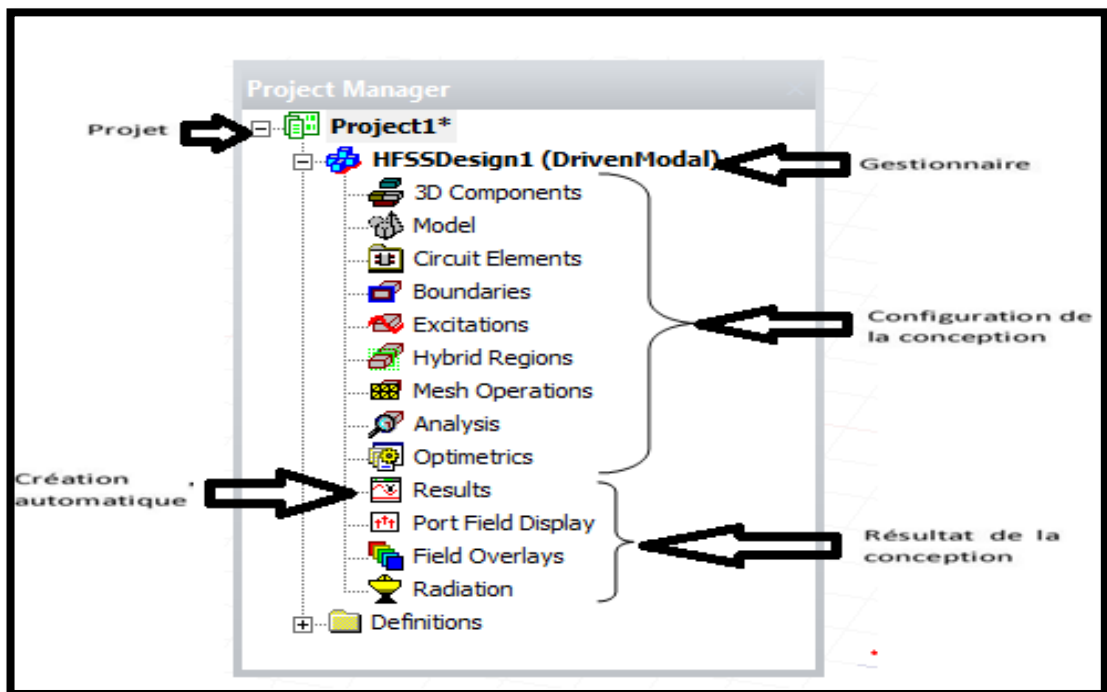 Project Manager
Projet
Project1*
HFSSDesign1 (DrivenModal)
Gestionnaire
3D Components
Model
Circuit Elements
Boundaries
Excitations
Hybrid Regions
Mesh Operations
Analysis
Optimetrics
Configuration de
la conception
Création
automatique
Results
Port Field Display
Field Overlays
Radiation
Résultat de la
conception
Definitions